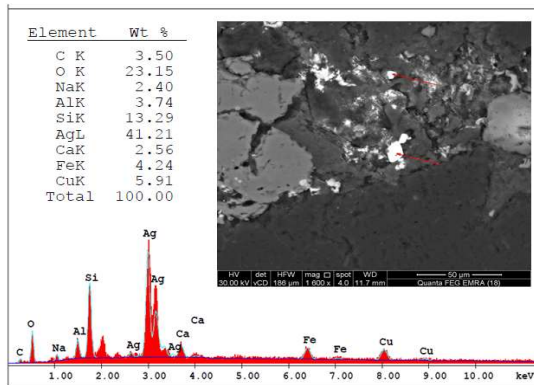 Element Wt %
C K 3.50
O K 23.15
NaK 2.40
AlK 3.74
SiK 13.29
AgL 41.21
CaK 2.56
FeK 4.24
CuK 5.91
Total 100.00
HV det HFW mag □ spot WD 50 µm
30.00 kV vCD 186 µm 1 600 x 4.0 11.7 mm Quanta FEG EMRA (18)
Ag
Si Ag
O Al Ca
C Na Ag Ag Ca Fe Fe Cu Cu
1.00 2.00 3.00 4.00 5.00 6.00 7.00 8.00 9.00 10.00 keV